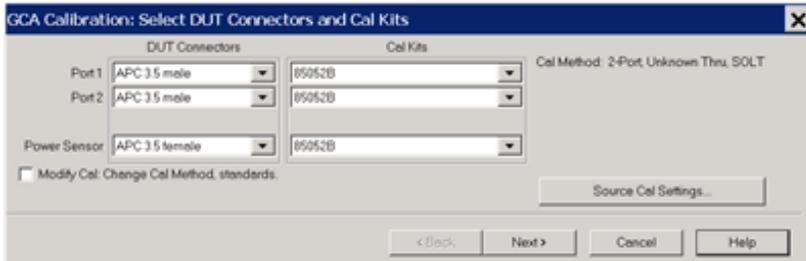 GCA Calibration: Select DUT Connectors and Cal Kits
DUT Connectors Cal Kits
Port 1 APC 3.5 male 85052B Cal Method: 2-Port, Unknown Thru, SOLT
Port 2 APC 3.5 male 85052B
Power Sensor APC 3.5 female 85052B
Modify Cal: Change Cal Method, standards.
Source Cal Settings...
< Back Next > Cancel Help